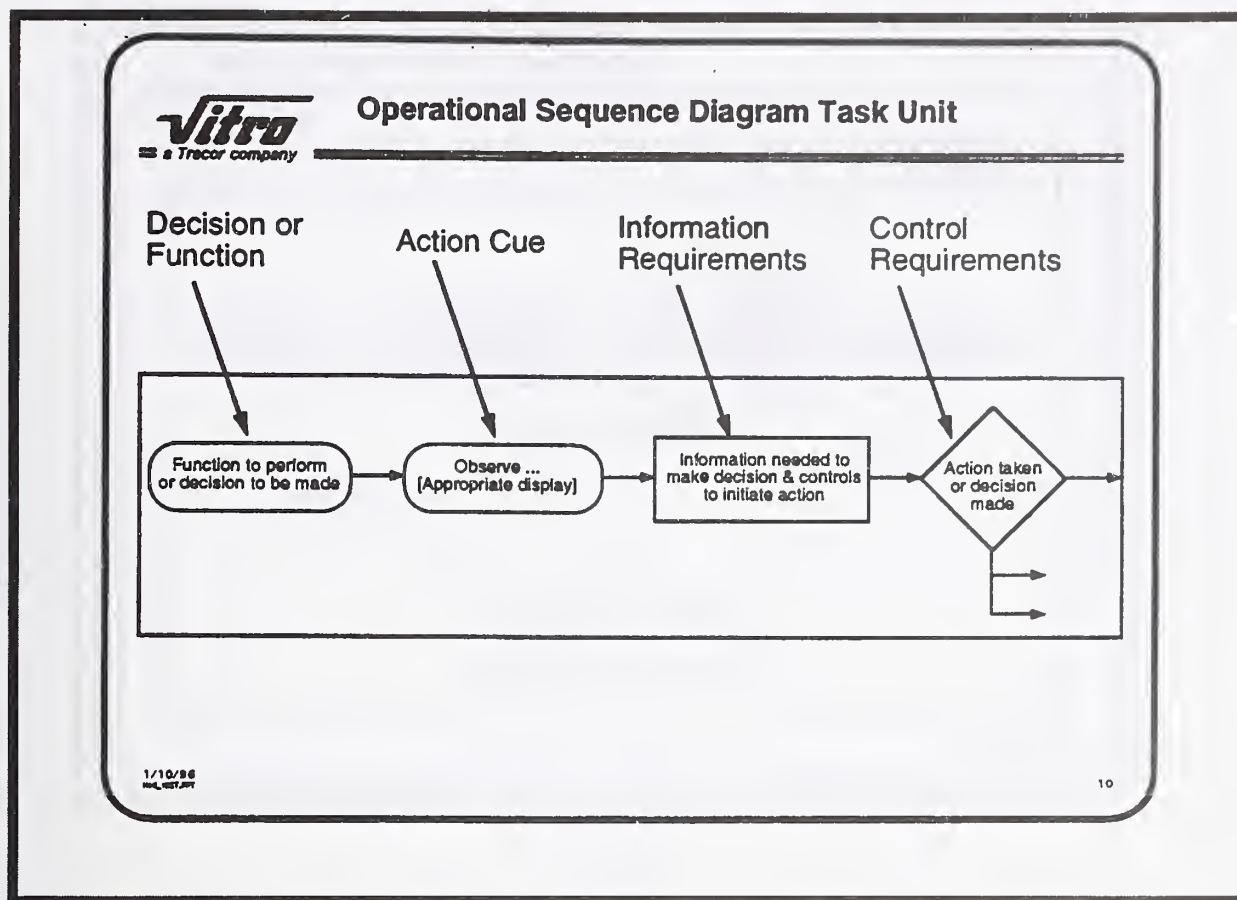 Vitro
a Tracor company
Operational Sequence Diagram Task Unit
Decision or
Function
Action Cue
Information
Requirements
Control
Requirements
Function to perform
or decision to be made
Observe ...
[Appropriate display]
Information needed to
make decision & controls
to initiate action
Action taken
or decision
made
1/10/96
10